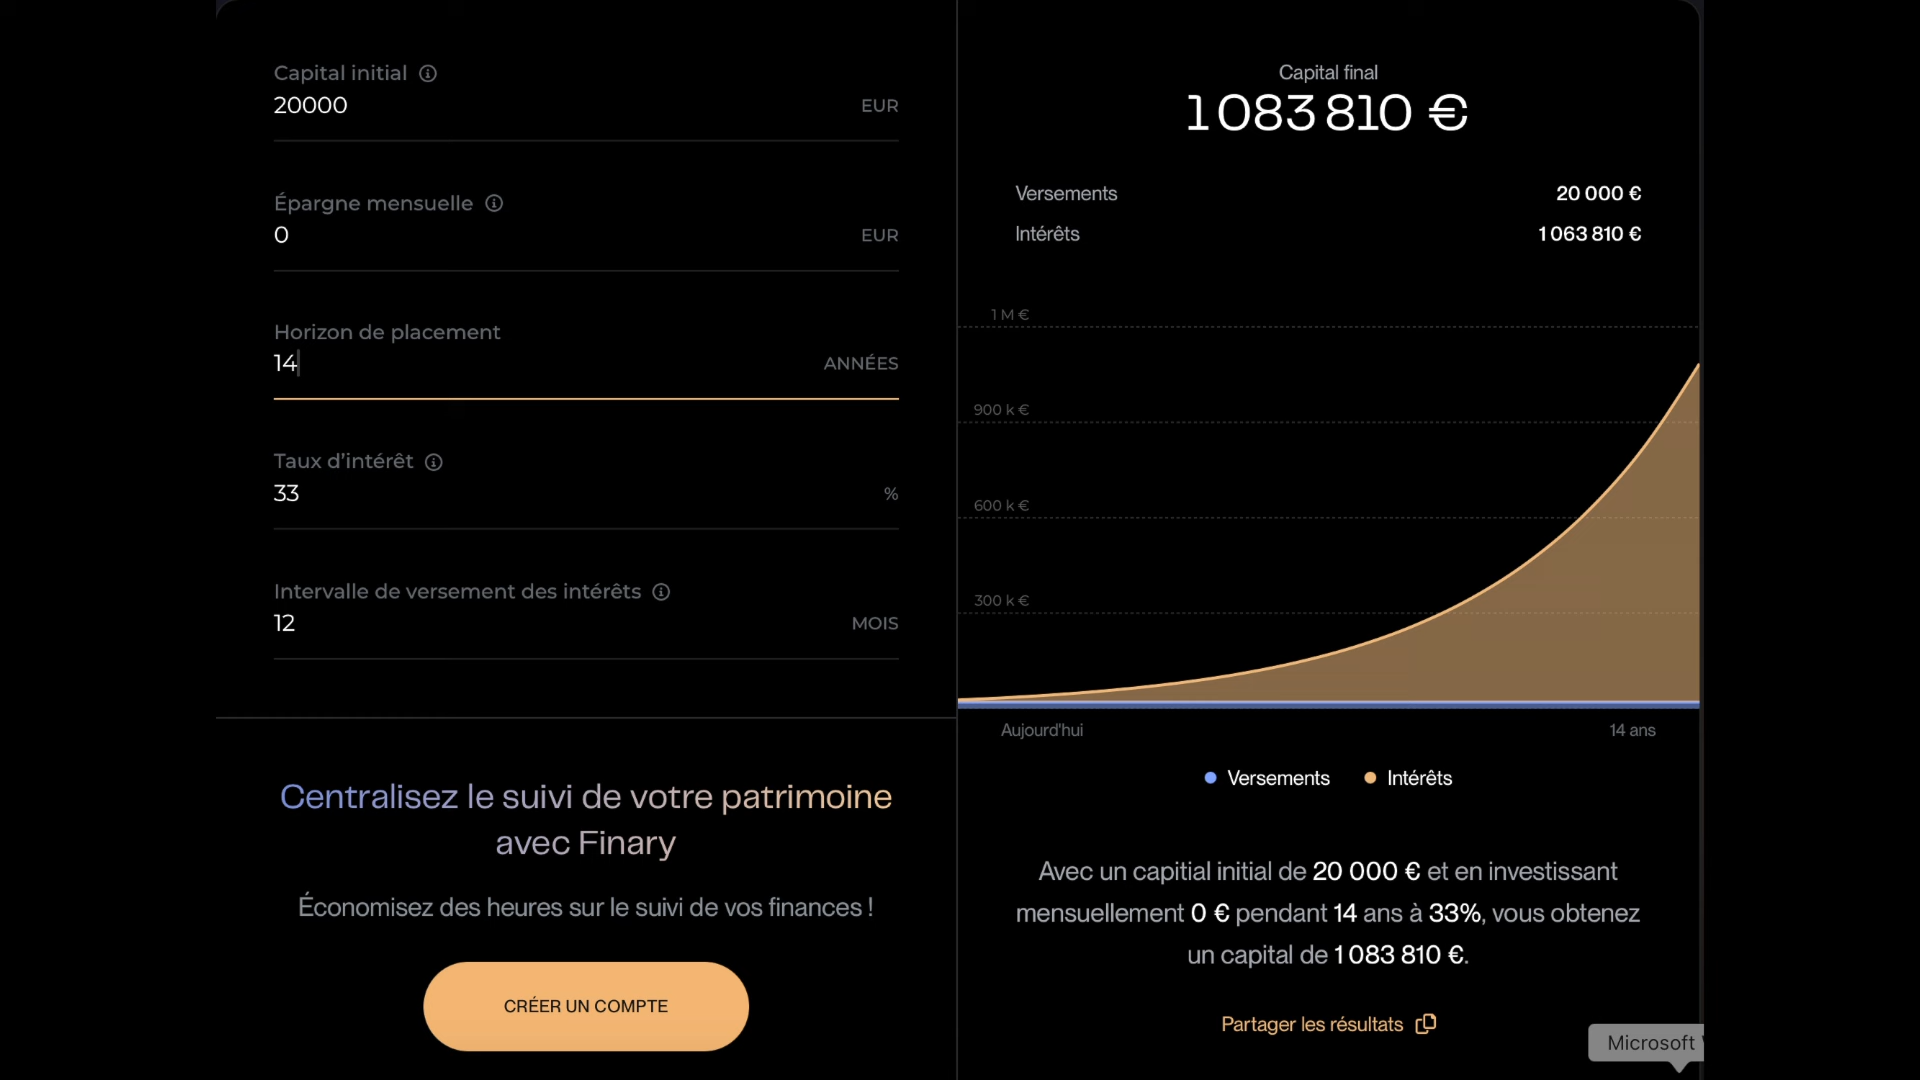 Capital initial
20000 EUR
Épargne mensuelle
0 EUR
Horizon de placement
14 ANNÉES
Taux d'intérêt
33 %
Intervalle de versement des intérêts
12 MOIS
Centralisez le suivi de votre patrimoine
avec Finary
Économisez des heures sur le suivi de vos finances !
CRÉER UN COMPTE
Capital final
1 083 810 €
Versements 20 000 €
Intérêts 1 063 810 €
1 M €
900 k €
600 k €
300 k €
Aujourd'hui 14 ans
Versements Intérêts
Avec un capitial initial de 20 000 € et en investissant
mensuellement 0 € pendant 14 ans à 33%, vous obtenez
un capital de 1 083 810 €.
Partager les résultats
Microsoft